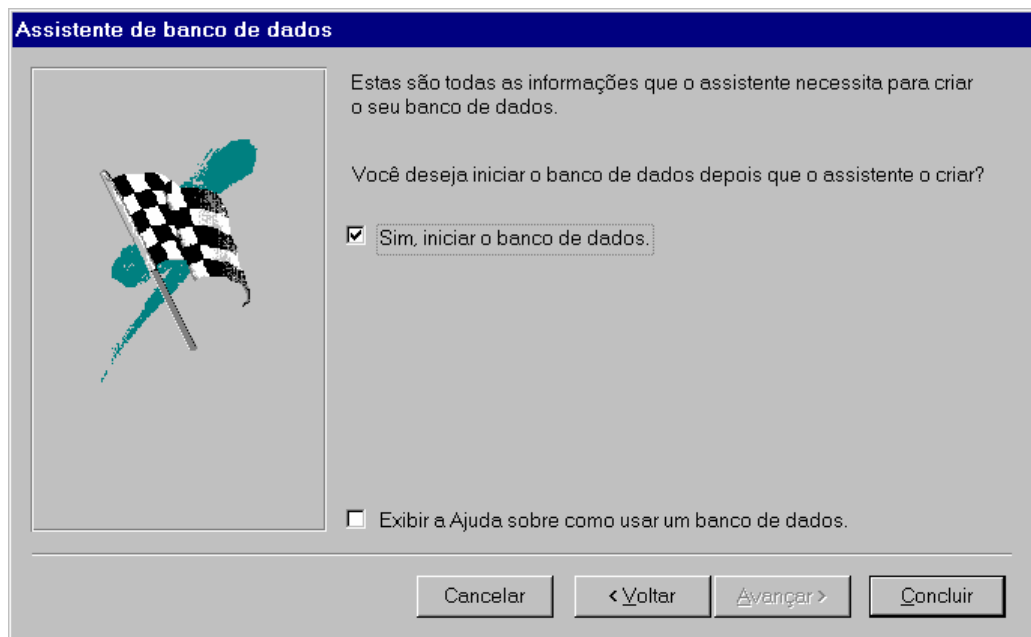 Assistente de banco de dados
Estas são todas as informações que o assistente necessita para criar
o seu banco de dados.
Você deseja iniciar o banco de dados depois que o assistente o criar?
Sim, iniciar o banco de dados.
Exibir a Ajuda sobre como usar um banco de dados.
Cancelar
< Voltar
Avançar >
Concluir